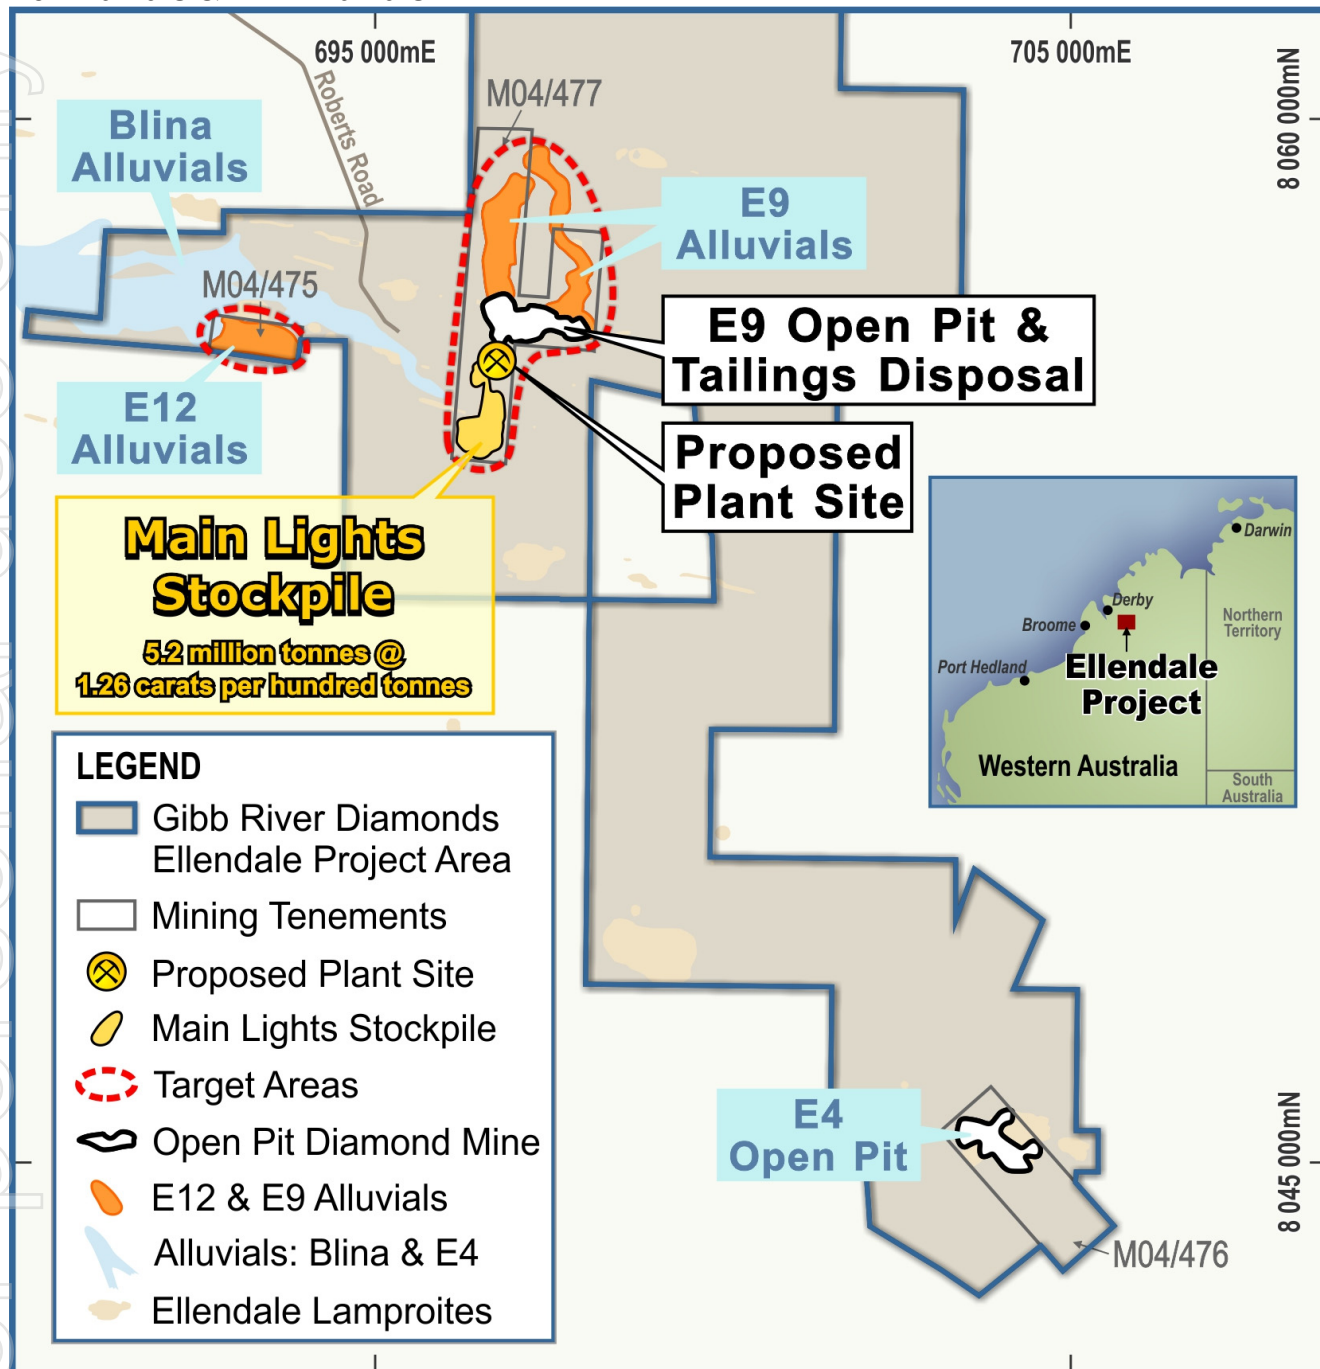 695 000mE
705 000mE
8 060 000mN
M04/477
Roberts Road
Blina
Alluvials
E9
Alluvials
M04/475
E9 Open Pit &
Tailings Disposal
E12
Alluvials
Proposed
Plant Site
Main Lights
Stockpile
5.2 million tonnes @
1.26 carats per hundred tonnes
Darwin
Derby
Broome
Northern
Territory
Port Hedland
Ellendale
Project
Western Australia
South
Australia
LEGEND
Gibb River Diamonds
Ellendale Project Area
Mining Tenements
Proposed Plant Site
Main Lights Stockpile
Target Areas
Open Pit Diamond Mine
E12 & E9 Alluvials
Alluvials: Blina & E4
Ellendale Lamproites
E4
Open Pit
8 045 000mN
M04/476